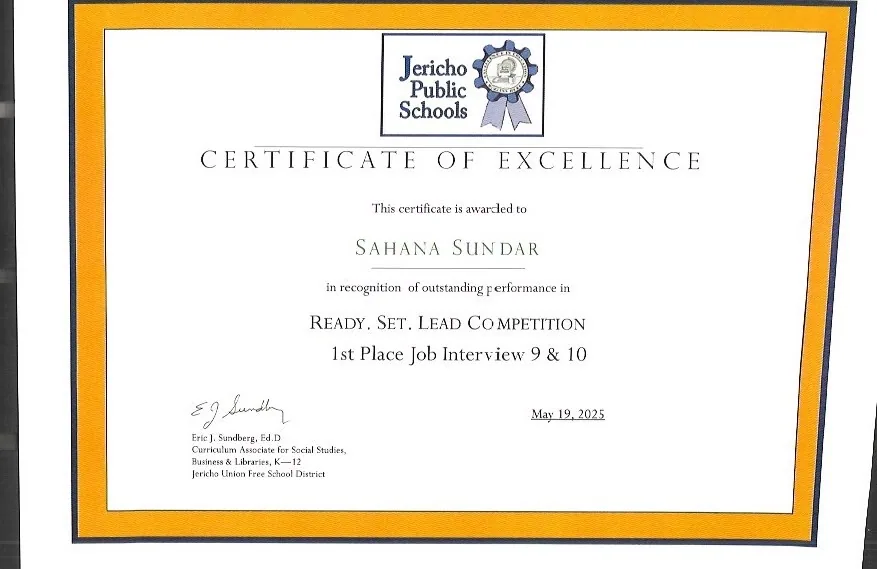 Jericho
Public
Schools
CERTIFICATE OF EXCELLENCE
This certificate is awarded to
SAHANA SUNDAR
in recognition of outstanding performance in
READY, SET, LEAD COMPETITION
1st Place Job Interview 9 & 10
E J Sundberg
May 19, 2025
Eric J. Sundberg, Ed.D
Curriculum Associate for Social Studies,
Business & Libraries, K—12
Jericho Union Free School District